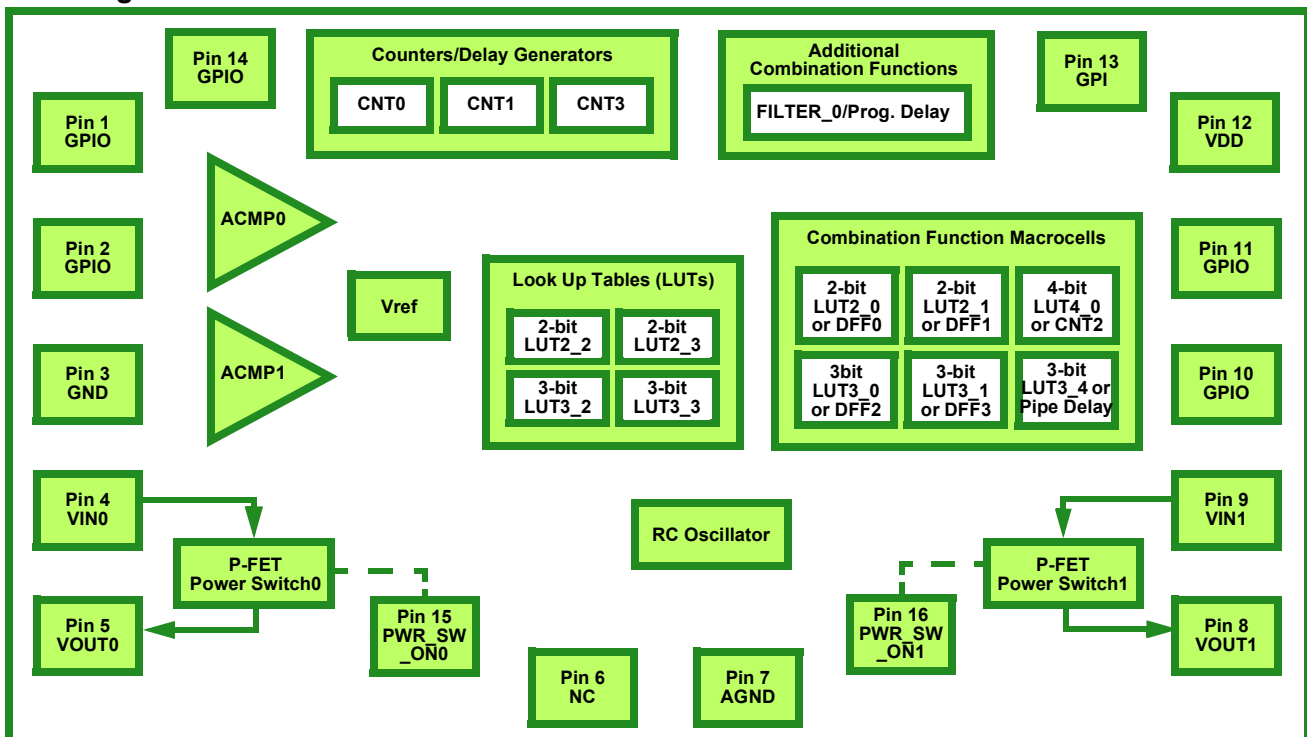 Pin 14
GPIO
Counters/Delay Generators
CNT0
CNT1
CNT3
Additional
Combination Functions
FILTER_0/Prog. Delay
Pin 13
GPI
Pin 1
GPIO
Pin 12
VDD
ACMP0
Pin 2
GPIO
Vref
Look Up Tables (LUTs)
2-bit
LUT2_2
2-bit
LUT2_3
3-bit
LUT3_2
3-bit
LUT3_3
Combination Function Macrocells
2-bit
LUT2_0
or DFF0
2-bit
LUT2_1
or DFF1
4-bit
LUT4_0
or CNT2
3bit
LUT3_0
or DFF2
3-bit
LUT3_1
or DFF3
3-bit
LUT3_4 or
Pipe Delay
Pin 11
GPIO
Pin 3
GND
ACMP1
Pin 10
GPIO
Pin 4
VIN0
P-FET
Power Switch0
RC Oscillator
P-FET
Power Switch1
Pin 9
VIN1
Pin 5
VOUT0
Pin 15
PWR_SW
_ON0
Pin 16
PWR_SW
_ON1
Pin 8
VOUT1
Pin 6
NC
Pin 7
AGND